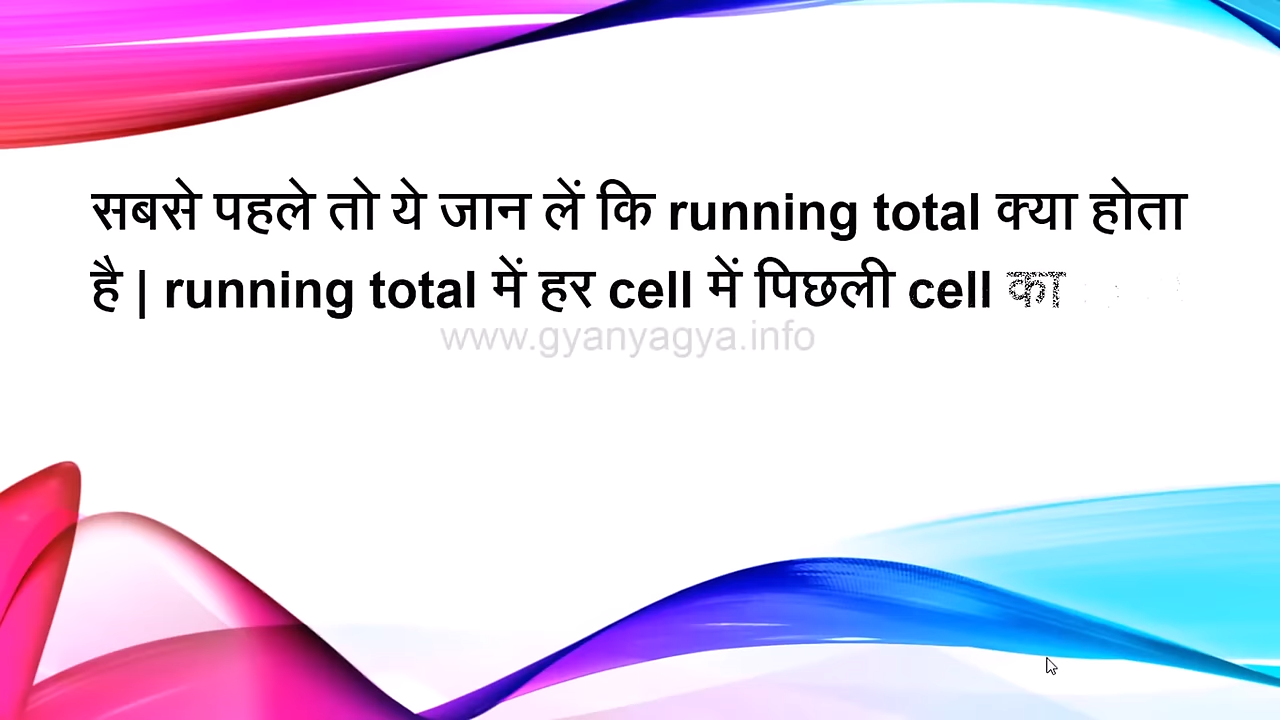 सबसे पहले तो ये जान लें कि running total क्या होता
है | running total में हर cell में पिछली cell का
www.gyanyagya.info